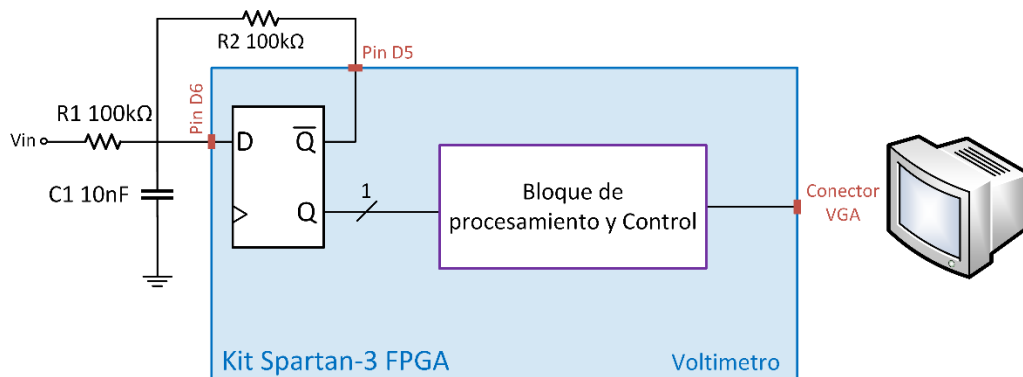 R2 100kΩ
Pin D5
Pin D6
R1 100kΩ
Vin
C1 10nF
D
Q
Q
1
Bloque de
procesamiento y Control
Conector
VGA
Kit Spartan-3 FPGA
Voltimetro